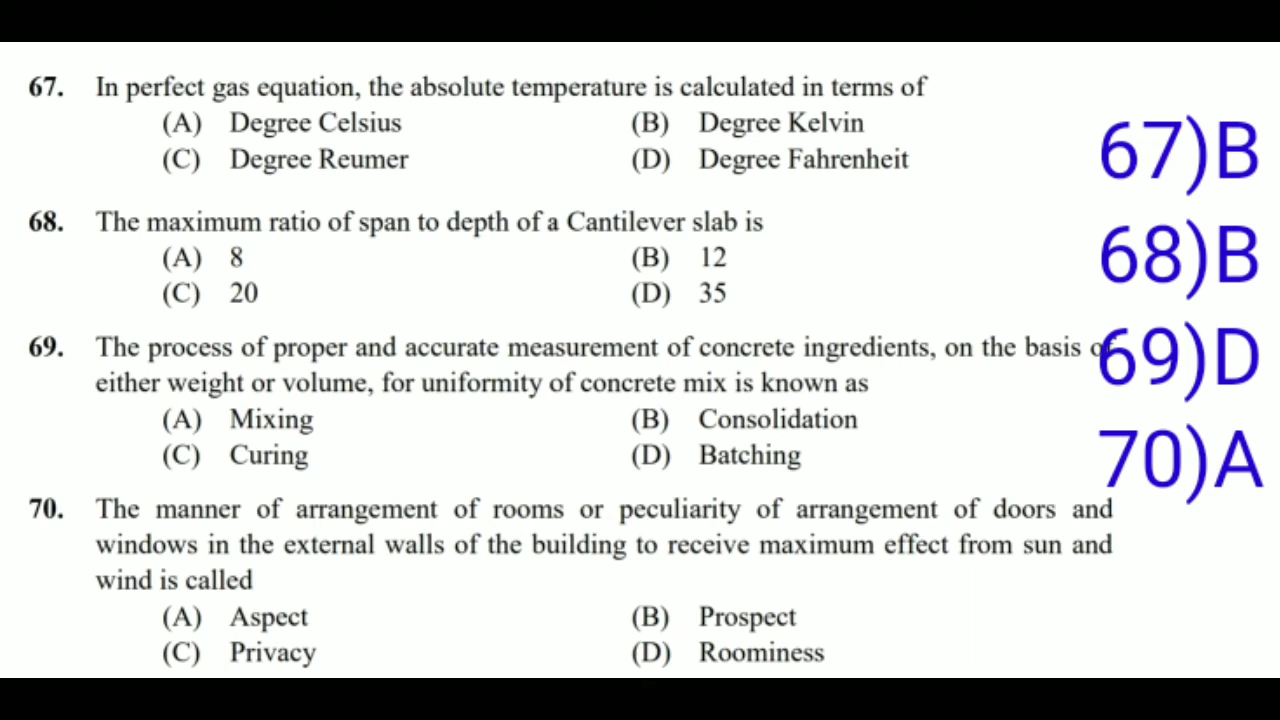 67. In perfect gas equation, the absolute temperature is calculated in terms of
(A) Degree Celsius (B) Degree Kelvin
(C) Degree Reumer (D) Degree Fahrenheit
67)B
68. The maximum ratio of span to depth of a Cantilever slab is
(A) 8 (B) 12
(C) 20 (D) 35
68)B
69. The process of proper and accurate measurement of concrete ingredients, on the basis of
either weight or volume, for uniformity of concrete mix is known as
(A) Mixing (B) Consolidation
(C) Curing (D) Batching
69)D
70. The manner of arrangement of rooms or peculiarity of arrangement of doors and
windows in the external walls of the building to receive maximum effect from sun and
wind is called
(A) Aspect (B) Prospect
(C) Privacy (D) Roominess
70)A